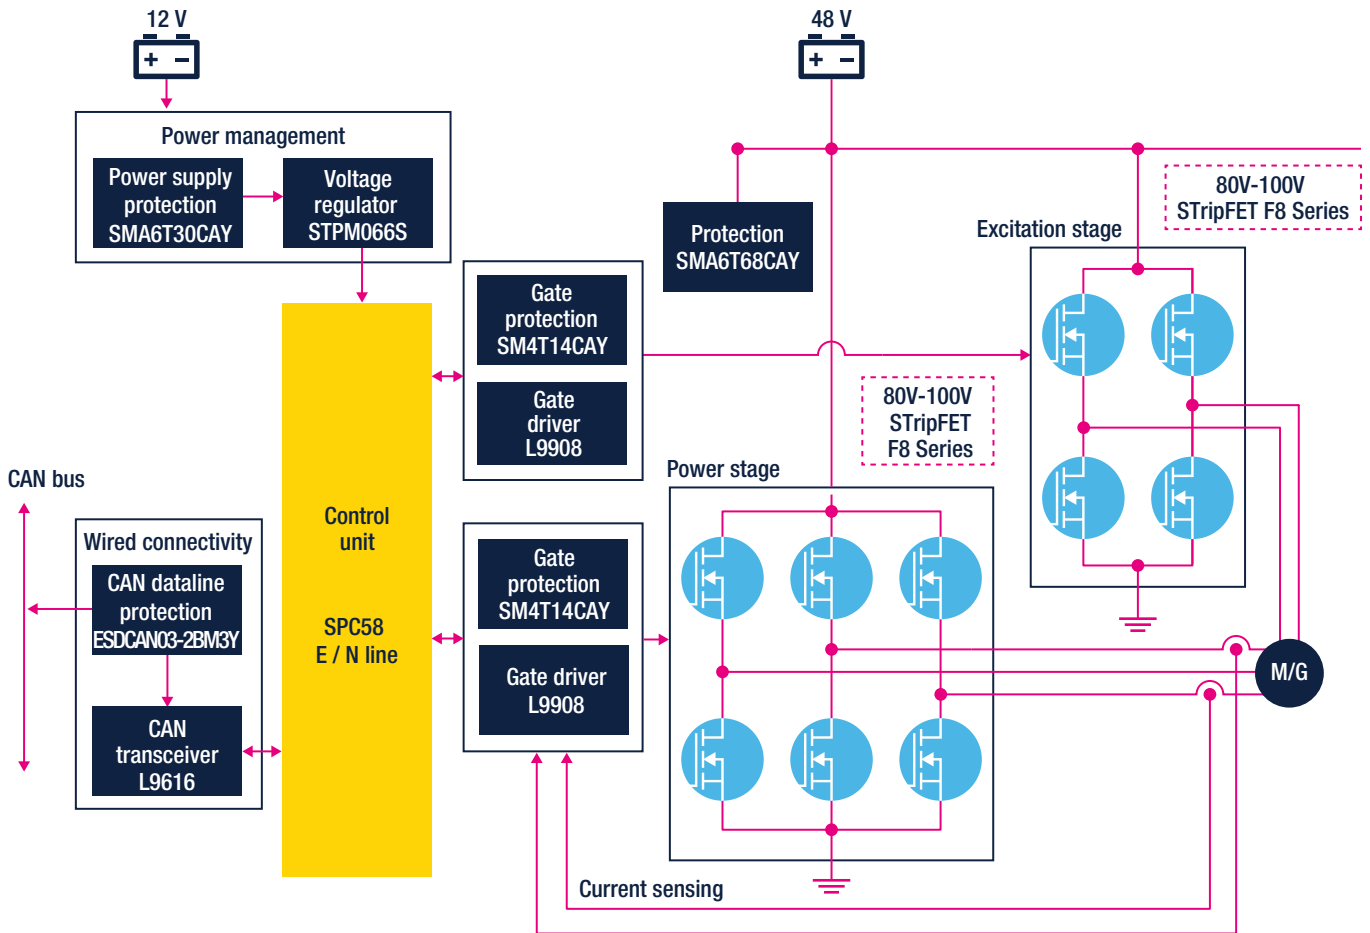 12 V
48 V
Power management
Power supply
protection
SMA6T30CAY
Voltage
regulator
STPM066S
Protection
SMA6T68CAY
80V-100V
STripFET F8 Series
Excitation stage
Gate
protection
SM4T14CAY
Gate
driver
L9908
80V-100V
STripFET
F8 Series
Power stage
CAN bus
Wired connectivity
CAN dataline
protection
ESDCAN03-2BM3Y
CAN
transceiver
L9616
Control
unit
SPC58
E / N line
Gate
protection
SM4T14CAY
Gate driver
L9908
M/G
Current sensing